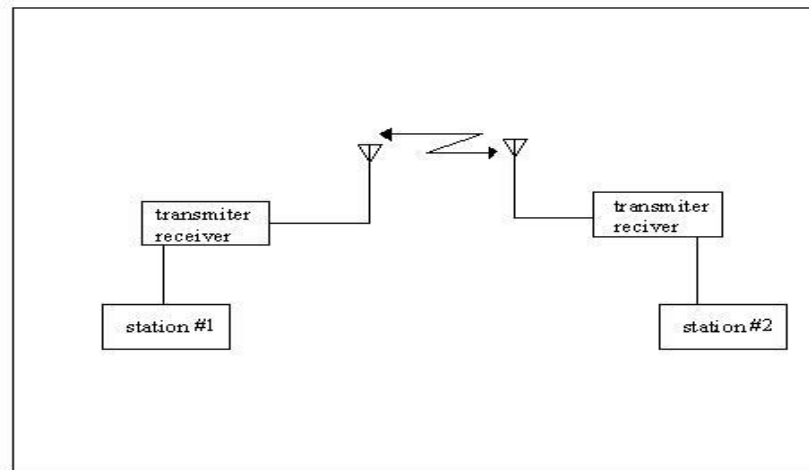 transmiter
receiver
transmiter
reciver
station #1
station #2